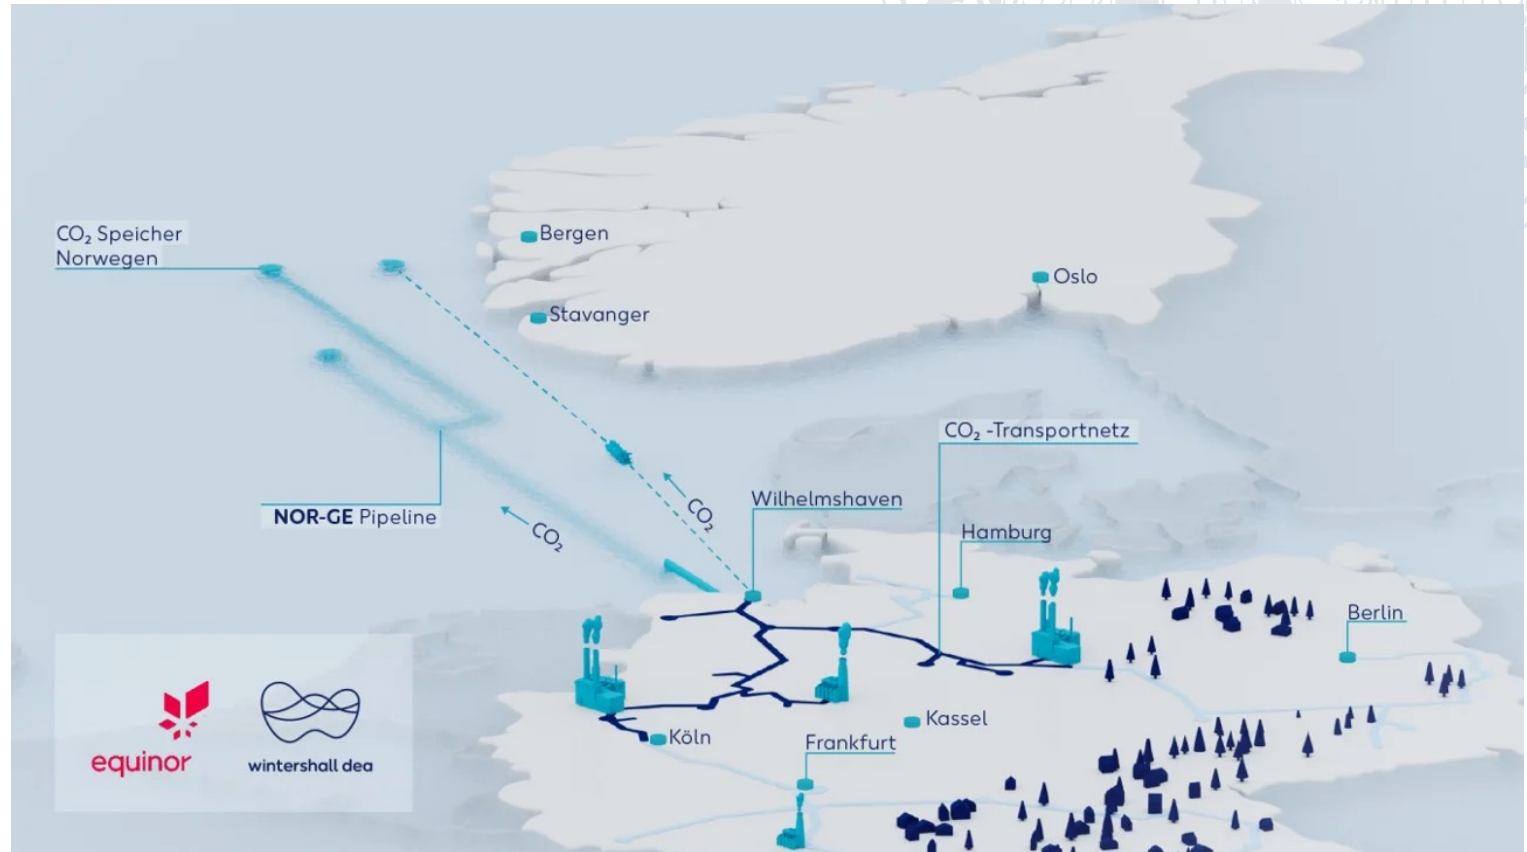 CO₂ Speicher
Norwegen
Bergen
Oslo
Stavanger
CO₂ -Transportnetz
Wilhelmshaven
CO₂
NOR-GE Pipeline
CO₂
Hamburg
Berlin
Kassel
Köln
Frankfurt
equinor
wintershall dea